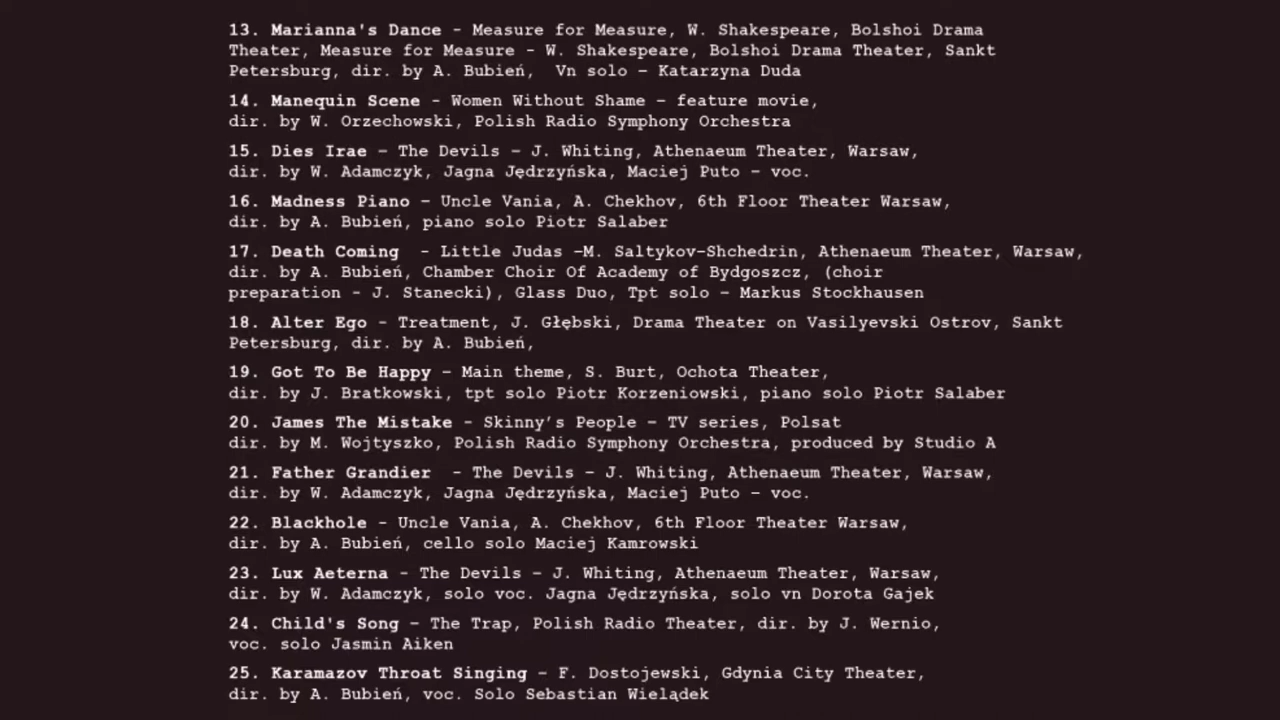 13. Marianna's Dance - Measure for Measure, W. Shakespeare, Bolshoi Drama
Theater, Measure for Measure - W. Shakespeare, Bolshoi Drama Theater, Sankt
Petersburg, dir. by A. Bubień,  Vn solo – Katarzyna Duda
14. Manequin Scene - Women Without Shame – feature movie,
dir. by W. Orzechowski, Polish Radio Symphony Orchestra
15. Dies Irae – The Devils – J. Whiting, Athenaeum Theater, Warsaw,
dir. by W. Adamczyk, Jagna Jędrzyńska, Maciej Puto – voc.
16. Madness Piano – Uncle Vania, A. Chekhov, 6th Floor Theater Warsaw,
dir. by A. Bubień, piano solo Piotr Salaber
17. Death Coming  - Little Judas –M. Saltykov–Shchedrin, Athenaeum Theater, Warsaw,
dir. by A. Bubień, Chamber Choir Of Academy of Bydgoszcz, (choir
preparation - J. Stanecki), Glass Duo, Tpt solo – Markus Stockhausen
18. Alter Ego - Treatment, J. Głębski, Drama Theater on Vasilyevski Ostrov, Sankt
Petersburg, dir. by A. Bubień,
19. Got To Be Happy – Main theme, S. Burt, Ochota Theater,
dir. by J. Bratkowski, tpt solo Piotr Korzeniowski, piano solo Piotr Salaber
20. James The Mistake - Skinny’s People – TV series, Polsat
dir. by M. Wojtyszko, Polish Radio Symphony Orchestra, produced by Studio A
21. Father Grandier  - The Devils – J. Whiting, Athenaeum Theater, Warsaw,
dir. by W. Adamczyk, Jagna Jędrzyńska, Maciej Puto – voc.
22. Blackhole - Uncle Vania, A. Chekhov, 6th Floor Theater Warsaw,
dir. by A. Bubień, cello solo Maciej Kamrowski
23. Lux Aeterna - The Devils – J. Whiting, Athenaeum Theater, Warsaw,
dir. by W. Adamczyk, solo voc. Jagna Jędrzyńska, solo vn Dorota Gajek
24. Child's Song – The Trap, Polish Radio Theater, dir. by J. Wernio,
voc. solo Jasmin Aiken
25. Karamazov Throat Singing – F. Dostojewski, Gdynia City Theater,
dir. by A. Bubień, voc. Solo Sebastian Wielądek